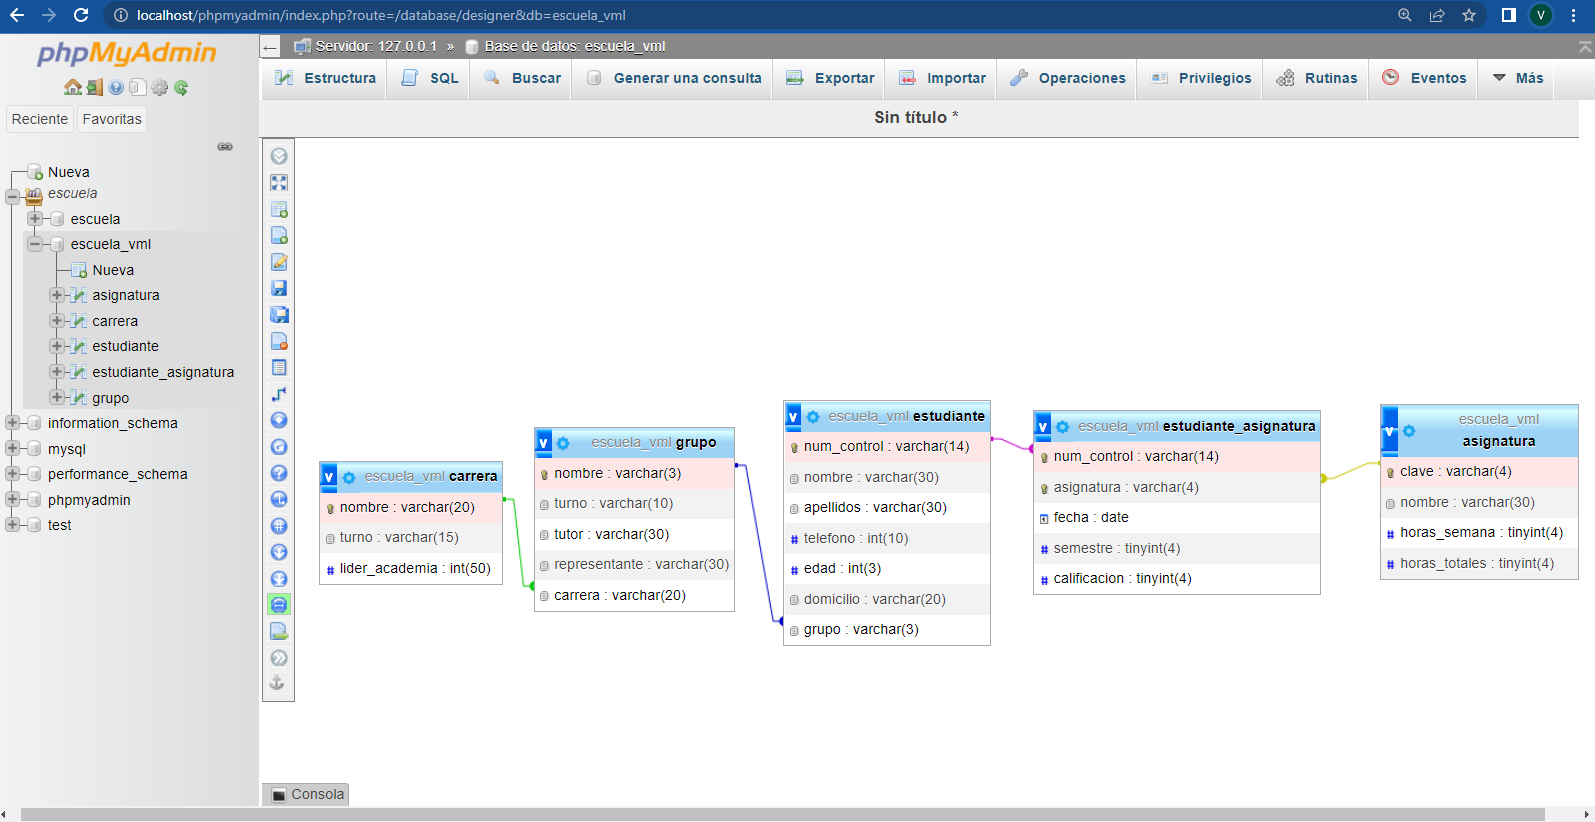 localhost/phpmyadmin/index.php?route=/database/designer&db=escuela_vml
V
phpMyAdmin
Reciente
Favoritas
Nueva
escuela
escuela
escuela_vml
Nueva
asignatura
carrera
estudiante
estudiante_asignatura
grupo
information_schema
mysql
performance_schema
phpmyadmin
test
Servidor: 127.0.0.1 » Base de datos: escuela_vml
Estructura SQL Buscar Generar una consulta Exportar Importar Operaciones Privilegios Rutinas Eventos Más
Sin título *
v escuela_vml carrera
nombre : varchar(20)
turno : varchar(15)
# lider_academia : int(50)
v escuela_vml grupo
nombre : varchar(3)
turno : varchar(10)
tutor : varchar(30)
representante : varchar(30)
carrera : varchar(20)
v escuela_vml estudiante
num_control : varchar(14)
nombre : varchar(30)
apellidos : varchar(30)
# telefono : int(10)
# edad : int(3)
domicilio : varchar(20)
grupo : varchar(3)
v escuela_vml estudiante_asignatura
num_control : varchar(14)
asignatura : varchar(4)
fecha : date
# semestre : tinyint(4)
# calificacion : tinyint(4)
v escuela_vml
asignatura
clave : varchar(4)
nombre : varchar(30)
# horas_semana : tinyint(4)
# horas_totales : tinyint(4)
Consola